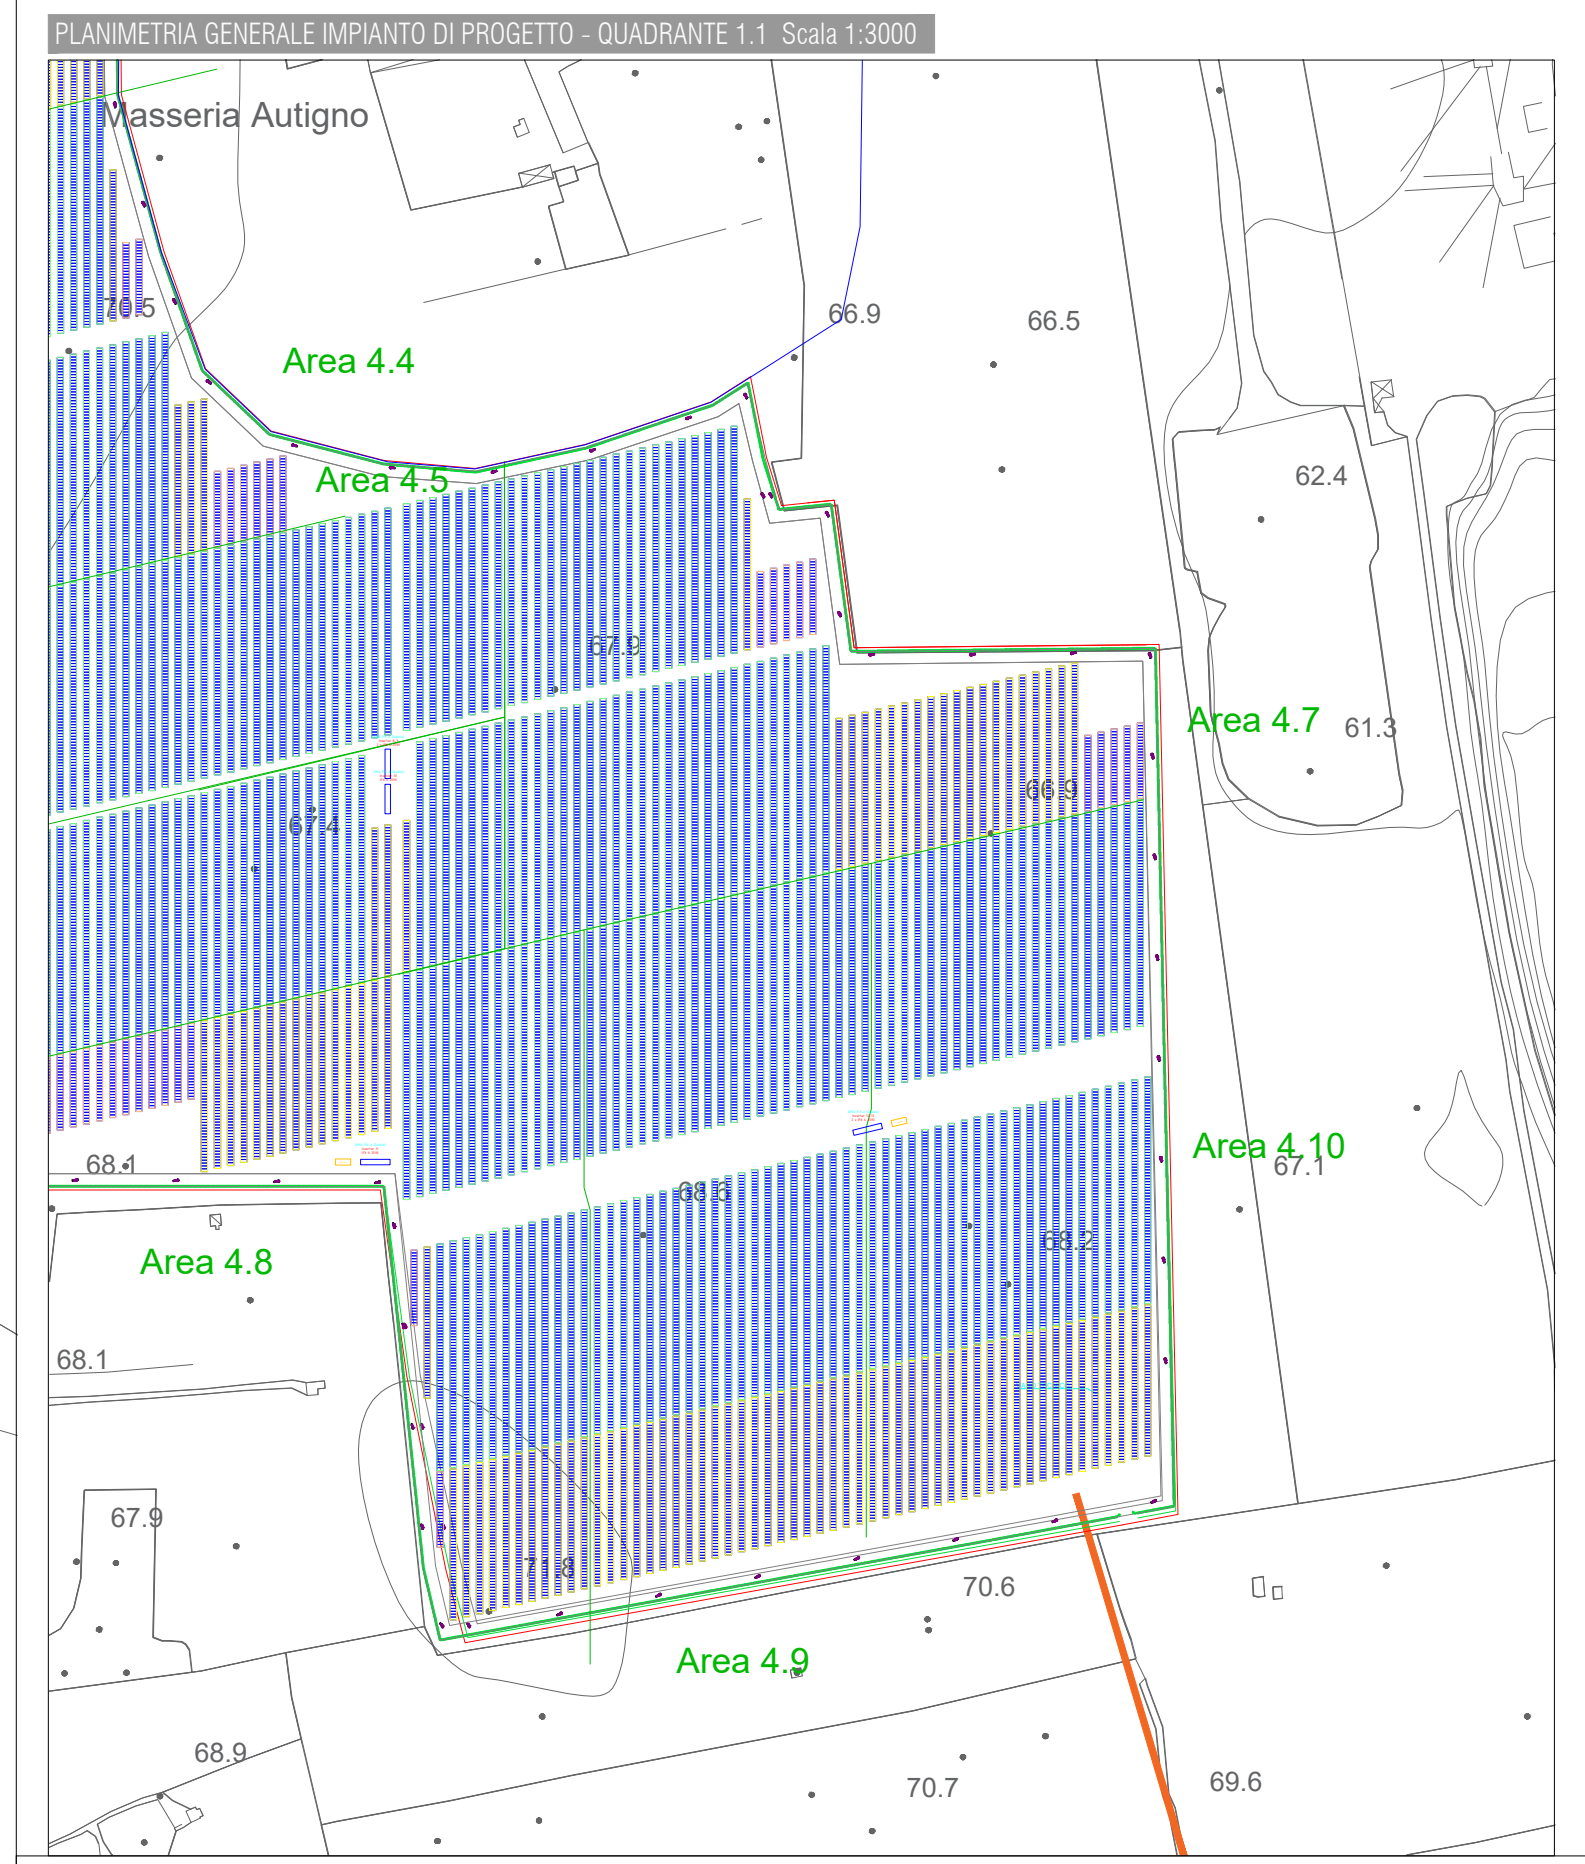 PLANIMETRIA GENERALE IMPIANTO DI PROGETTO - QUADRANTE 1.1 Scala 1:3000
Masseria Autigno
70.5
66.9
66.5
Area 4.4
62.4
Area 4.5
67.9
Area 4.7
61.3
66.9
67.4
68.1
Area 4.10
67.1
68.6
68.2
Area 4.8
68.1
67.9
71.8
70.6
Area 4.9
68.9
70.7
69.6